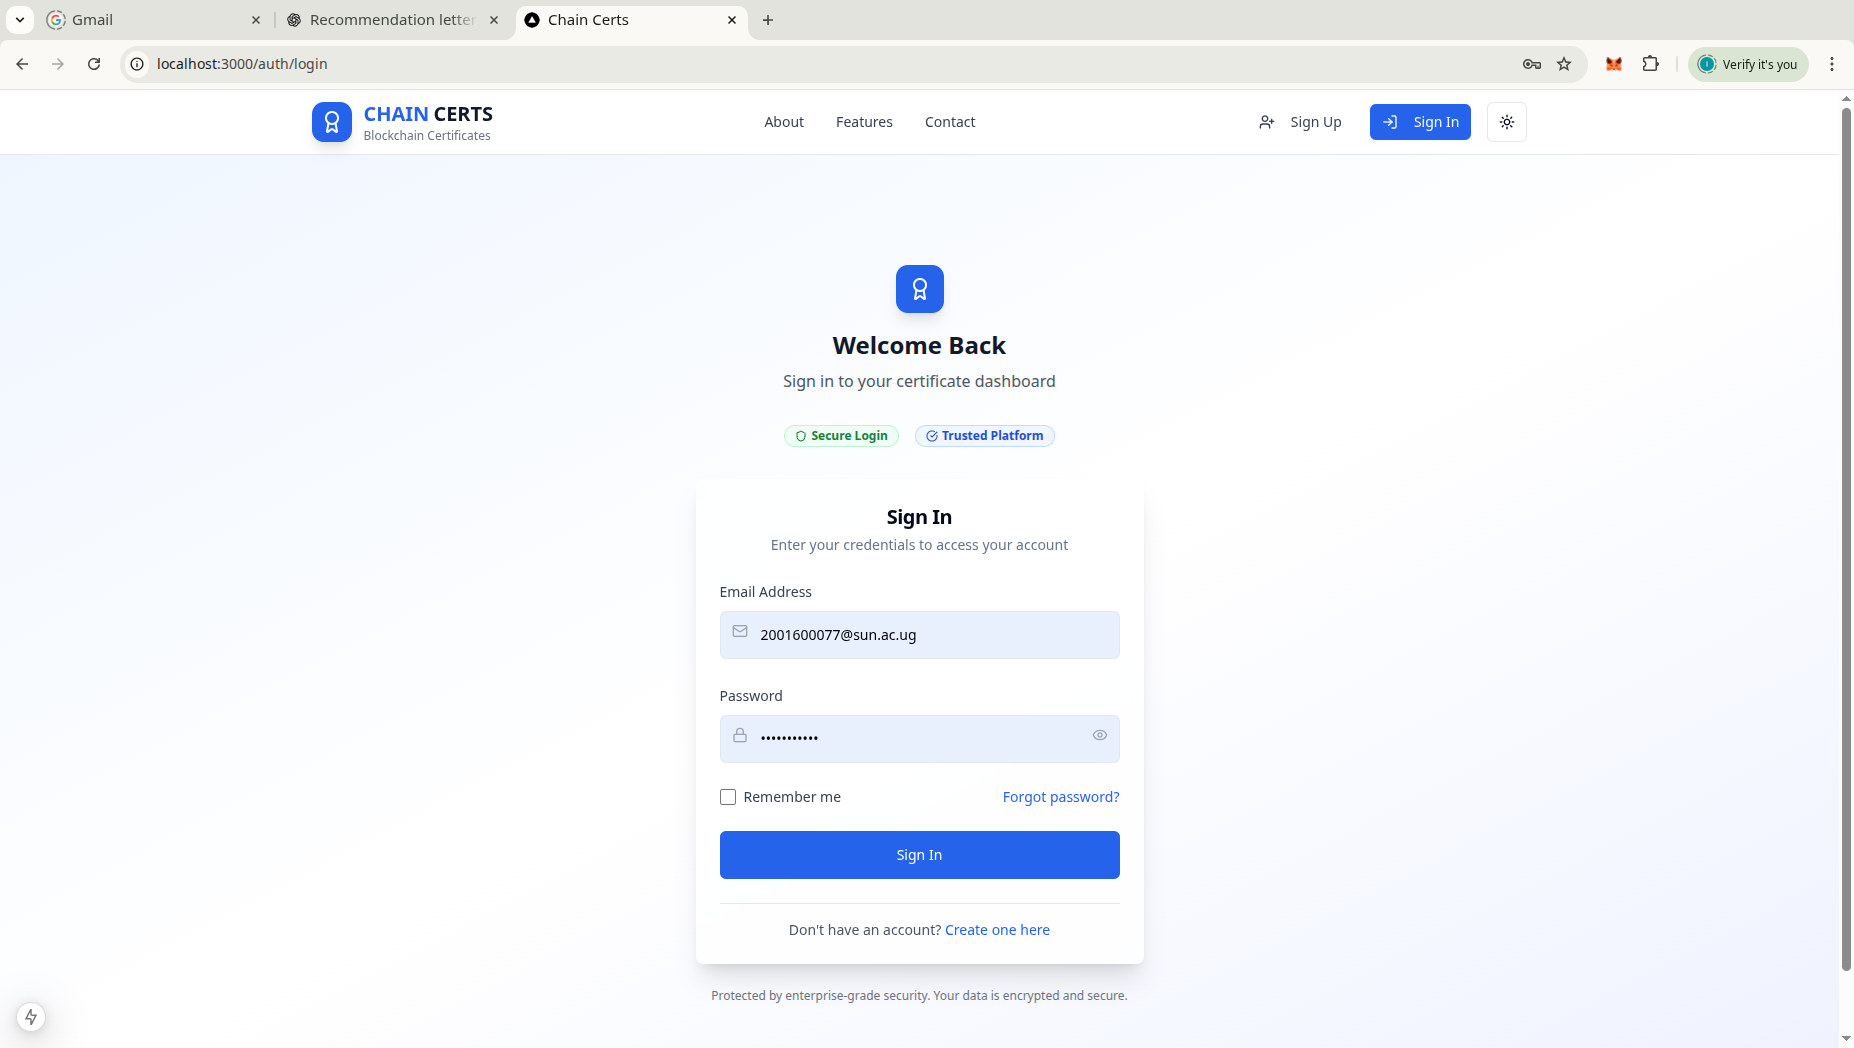 Gmail
Recommendation letter
Chain Certs
localhost:3000/auth/login
Verify it's you
CHAIN CERTS
Blockchain Certificates
About
Features
Contact
Sign Up
Sign In
Welcome Back
Sign in to your certificate dashboard
Secure Login
Trusted Platform
Sign In
Enter your credentials to access your account
Email Address
2001600077@sun.ac.ug
Password
•••••••••••
Remember me
Forgot password?
Sign In
Don't have an account? Create one here
Protected by enterprise-grade security. Your data is encrypted and secure.